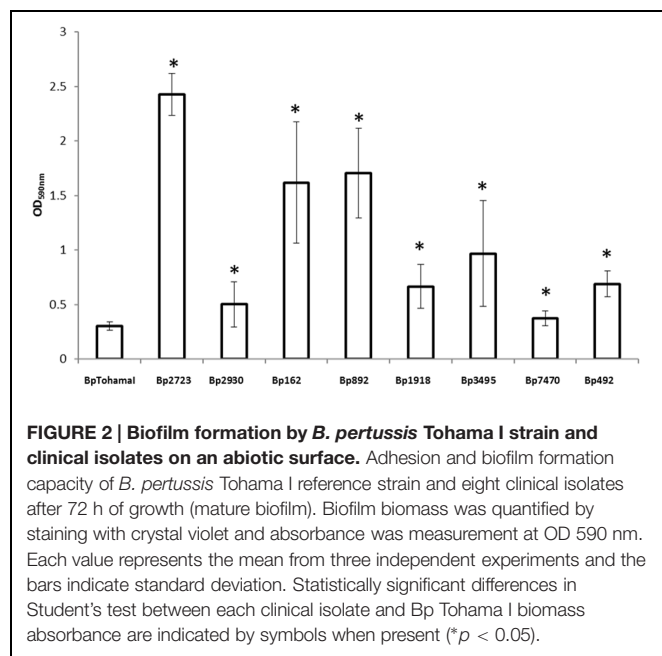 3
2.5
2
1.5
1
0.5
0
OD590nm
* * * * * * * *
BpTohamaI Bp2723 Bp2930 Bp162 Bp892 Bp1918 Bp3495 Bp7470 Bp492
FIGURE 2 | Biofilm formation by B. pertussis Tohama I strain and
clinical isolates on an abiotic surface. Adhesion and biofilm formation
capacity of B. pertussis Tohama I reference strain and eight clinical isolates
after 72 h of growth (mature biofilm). Biofilm biomass was quantified by
staining with crystal violet and absorbance was measurement at OD 590 nm.
Each value represents the mean from three independent experiments and the
bars indicate standard deviation. Statistically significant differences in
Student's test between each clinical isolate and Bp Tohama I biomass
absorbance are indicated by symbols when present (*p < 0.05).